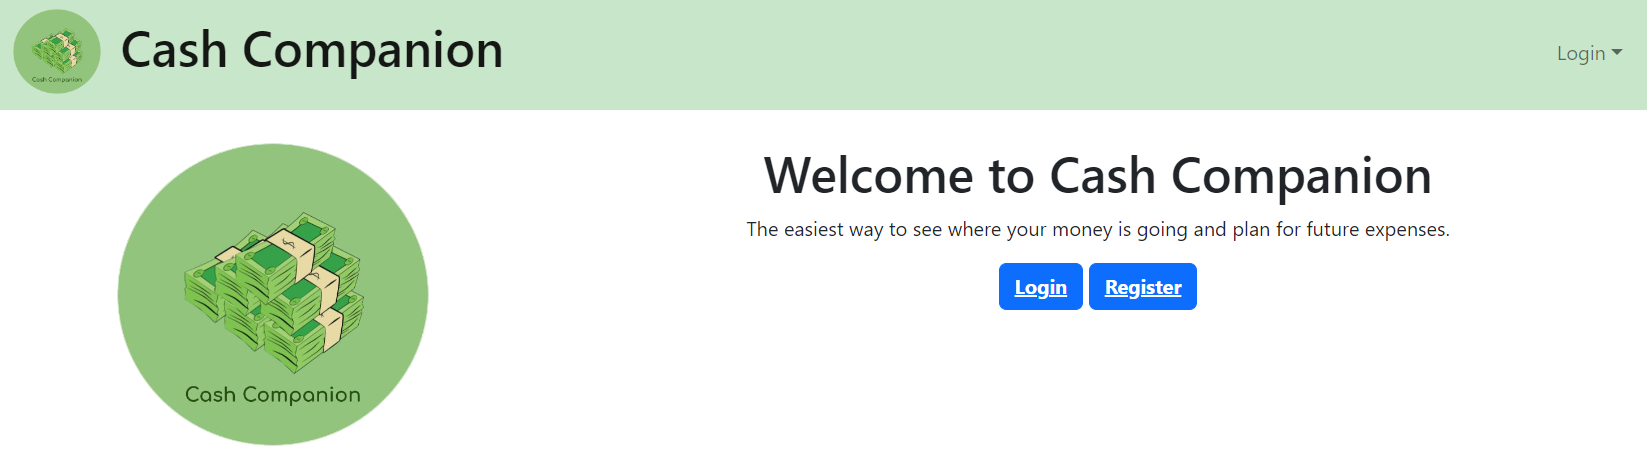 Cash Companion
Cash Companion
Login
Welcome to Cash Companion
The easiest way to see where your money is going and plan for future expenses.
Login Register
$
Cash Companion